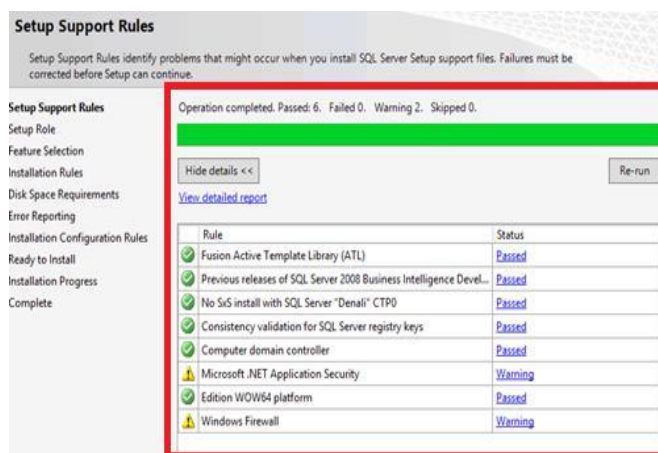 Setup Support Rules
Setup Support Rules identify problems that might occur when you install SQL Server Setup support files. Failures must be
corrected before Setup can continue.
Setup Support Rules
Setup Role
Feature Selection
Installation Rules
Disk Space Requirements
Error Reporting
Installation Configuration Rules
Ready to Install
Installation Progress
Complete
Operation completed. Passed: 6. Failed 0. Warning 2. Skipped 0.
Hide details <<
Re-run
View detailed report
Rule Status
Fusion Active Template Library (ATL) Passed
Previous releases of SQL Server 2008 Business Intelligence Devel... Passed
No SxS install with SQL Server "Denali" CTP0 Passed
Consistency validation for SQL Server registry keys Passed
Computer domain controller Passed
Microsoft .NET Application Security Warning
Edition WOW64 platform Passed
Windows Firewall Warning